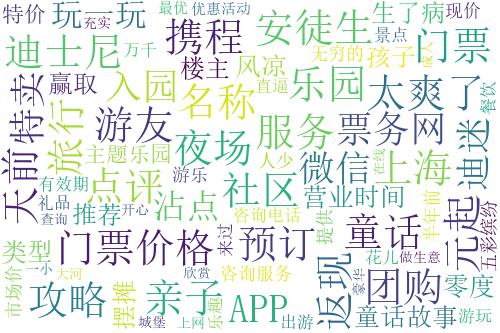 特价 玩一玩 最优 优惠活动 安徒生 生了病 现价
充实 万千 携程 无穷的 景点 门票
迪士尼 楼主 风凉 直逼 孩子 成人
特卖 赢取 入园 名称 乐园 太爽了 餐饮
天前 旅行 游友 夜场 服务 票务网 迪迷
主题乐园 人少 微信 在线 上海
有效期 点评 游乐 社区 营业时间
礼品 查询 推荐 开心 沾点 咨询电话 提供 半年前 五彩缤纷
类型 门票价格 来过 预订 童话 元起
市场价 一小 大河 欣赏 咨询服务 返现 豪华 花儿 做生意 零度
攻略 摆摊 亲子 APP 团购
城堡 上网 乐趣 出游 童话故事 游玩